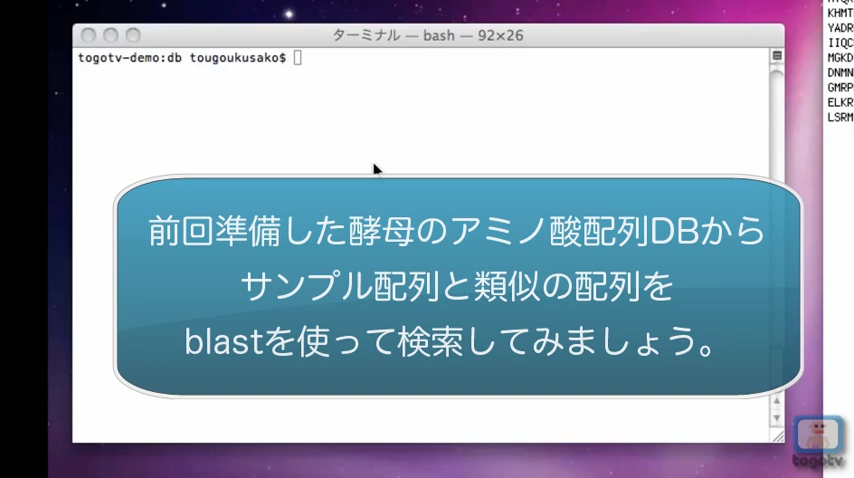 KHMT
YADR
IIQC
MGKD
DNMN
GMRP
ELKR
LSRM
ターミナル — bash — 92×26
togotv-demo:db tougoukusako$
前回準備した酵母のアミノ酸配列DBから
サンプル配列と類似の配列を
blastを使って検索してみましょう。
togotv